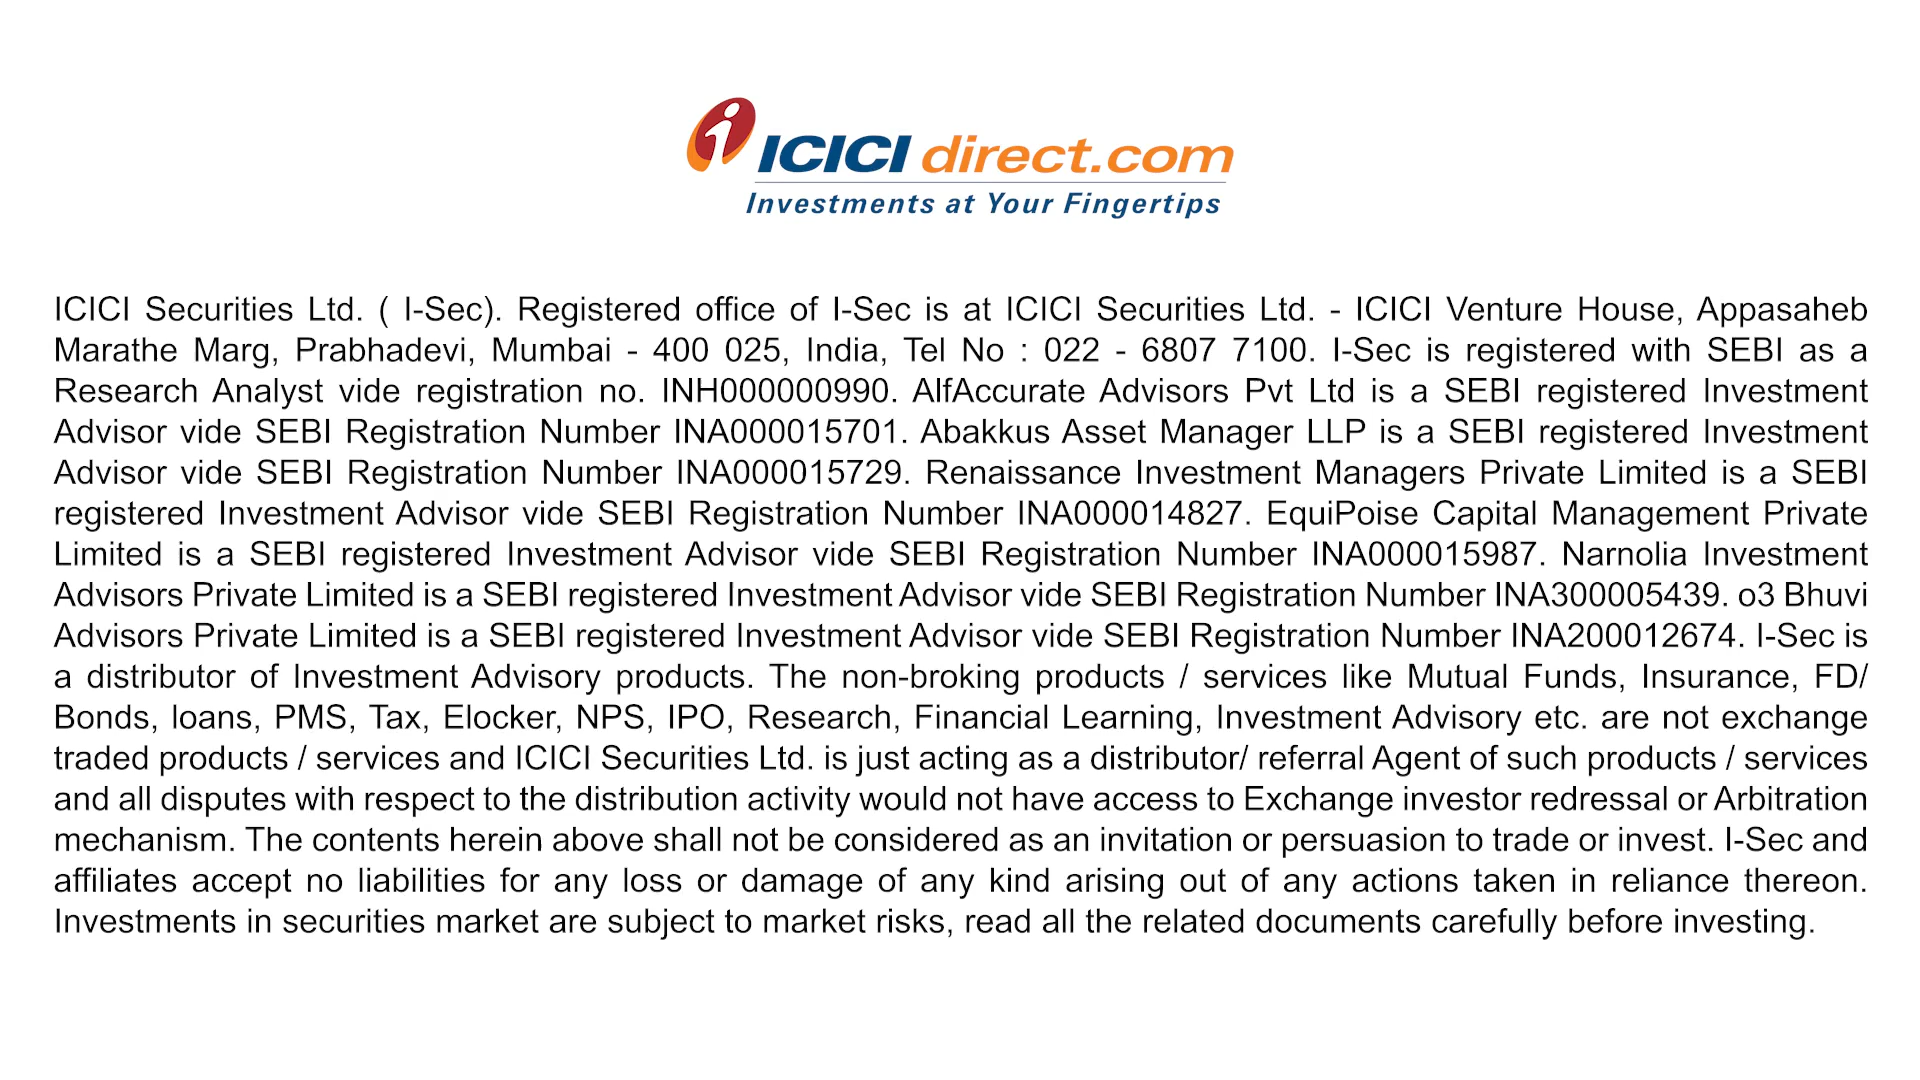 i ICICI direct.com
Investments at Your Fingertips
ICICI Securities Ltd. ( I-Sec). Registered office of I-Sec is at ICICI Securities Ltd. - ICICI Venture House, Appasaheb
Marathe Marg, Prabhadevi, Mumbai - 400 025, India, Tel No : 022 - 6807 7100. I-Sec is registered with SEBI as a
Research Analyst vide registration no. INH000000990. AlfAccurate Advisors Pvt Ltd is a SEBI registered Investment
Advisor vide SEBI Registration Number INA000015701. Abakkus Asset Manager LLP is a SEBI registered Investment
Advisor vide SEBI Registration Number INA000015729. Renaissance Investment Managers Private Limited is a SEBI
registered Investment Advisor vide SEBI Registration Number INA000014827. EquiPoise Capital Management Private
Limited is a SEBI registered Investment Advisor vide SEBI Registration Number INA000015987. Narnolia Investment
Advisors Private Limited is a SEBI registered Investment Advisor vide SEBI Registration Number INA300005439. o3 Bhuvi
Advisors Private Limited is a SEBI registered Investment Advisor vide SEBI Registration Number INA200012674. I-Sec is
a distributor of Investment Advisory products. The non-broking products / services like Mutual Funds, Insurance, FD/
Bonds, loans, PMS, Tax, Elocker, NPS, IPO, Research, Financial Learning, Investment Advisory etc. are not exchange
traded products / services and ICICI Securities Ltd. is just acting as a distributor/ referral Agent of such products / services
and all disputes with respect to the distribution activity would not have access to Exchange investor redressal or Arbitration
mechanism. The contents herein above shall not be considered as an invitation or persuasion to trade or invest. I-Sec and
affiliates accept no liabilities for any loss or damage of any kind arising out of any actions taken in reliance thereon.
Investments in securities market are subject to market risks, read all the related documents carefully before investing.